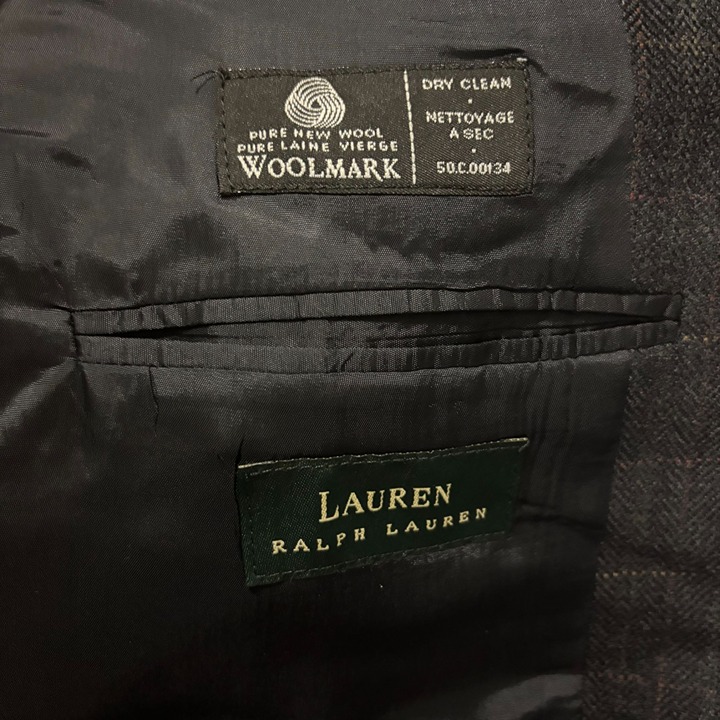 PURE NEW WOOL
PURE LAINE VIERGE
WOOLMARK
DRY CLEAN
•
NETTOYAGE
A SEC
•
50.C.00134
LAUREN
RALPH LAUREN